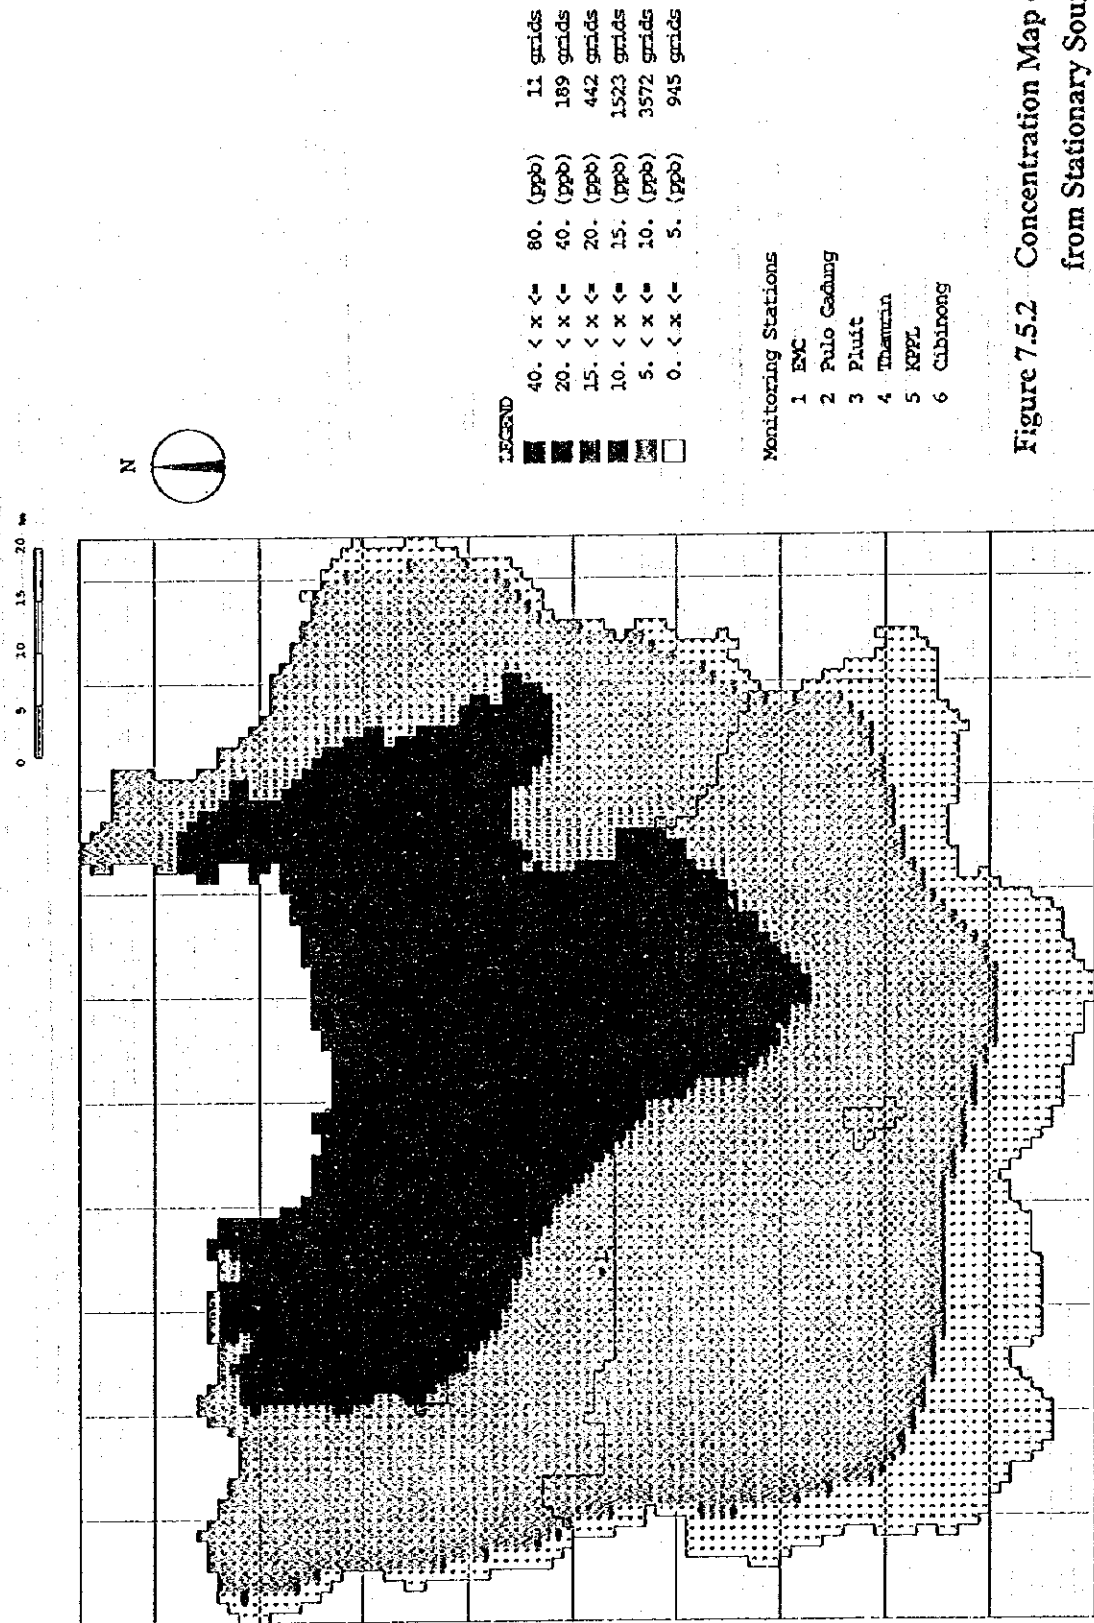 0 5 10 15 20
N
LEGEND
40. < x <= 80. (ppb) 11 grids
20. < x <= 40. (ppb) 189 grids
15. < x <= 20. (ppb) 442 grids
10. < x <= 15. (ppb) 1523 grids
5. < x <= 10. (ppb) 3572 grids
0. < x <= 5. (ppb) 945 grids
Monitoring Stations
1 EMC
2 Pulo Gadung
3 Pluit
4 Thamrin
5 KPPL
6 Cibinong
Figure 7.5.2 Concentration Map
from Stationary Sou